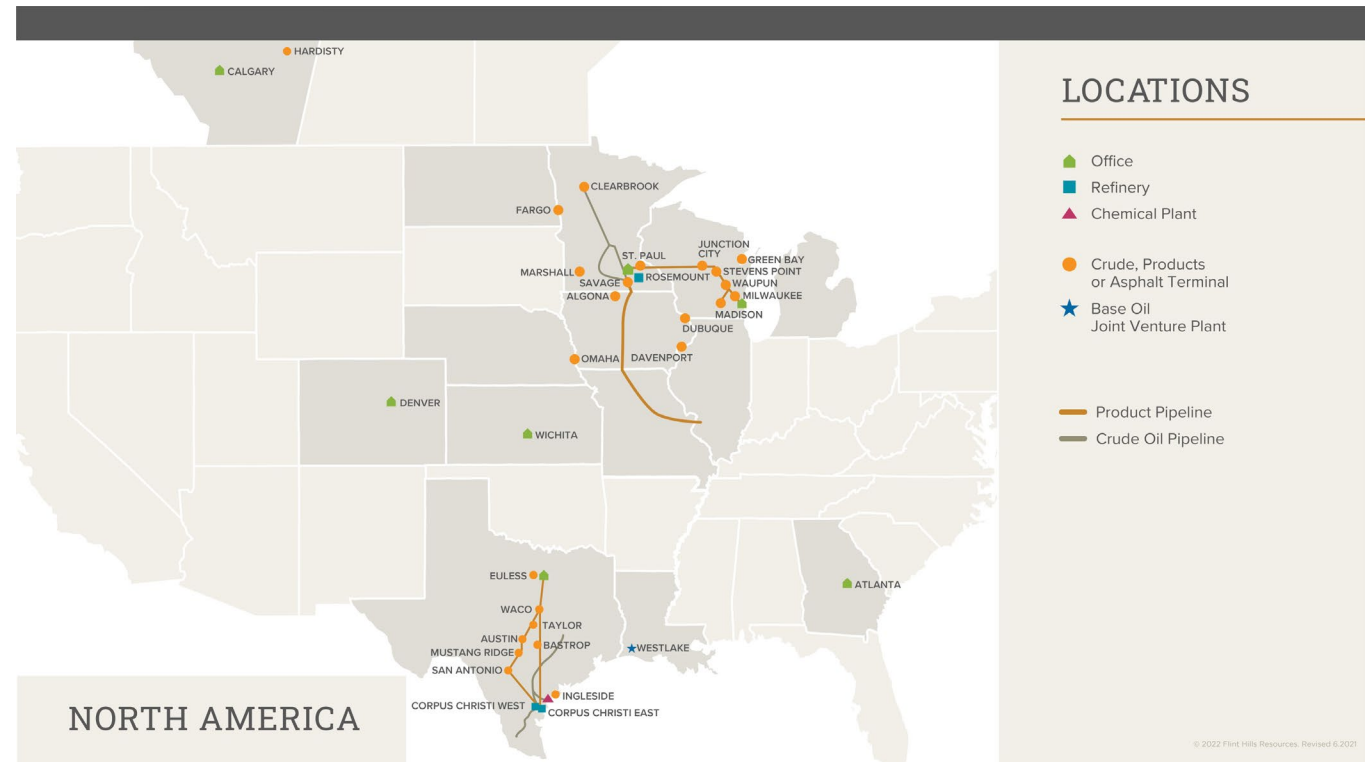 HARDISTY
CALGARY
LOCATIONS
Office
Refinery
Chemical Plant
Crude, Products
or Asphalt Terminal
Base Oil
Joint Venture Plant
Product Pipeline
Crude Oil Pipeline
CLEARBROOK
FARGO
JUNCTION
CITY
ST. PAUL
GREEN BAY
MARSHALL
STEVENS POINT
ROSEMOUNT
SAVAGE
WAUPUN
ALGONA
MILWAUKEE
MADISON
DUBUQUE
OMAHA
DAVENPORT
DENVER
WICHITA
EULESS
ATLANTA
WACO
TAYLOR
AUSTIN
BASTROP
MUSTANG RIDGE
WESTLAKE
SAN ANTONIO
INGLESIDE
CORPUS CHRISTI WEST
CORPUS CHRISTI EAST
NORTH AMERICA
© 2022 Flint Hills Resources. Revised 6.2021